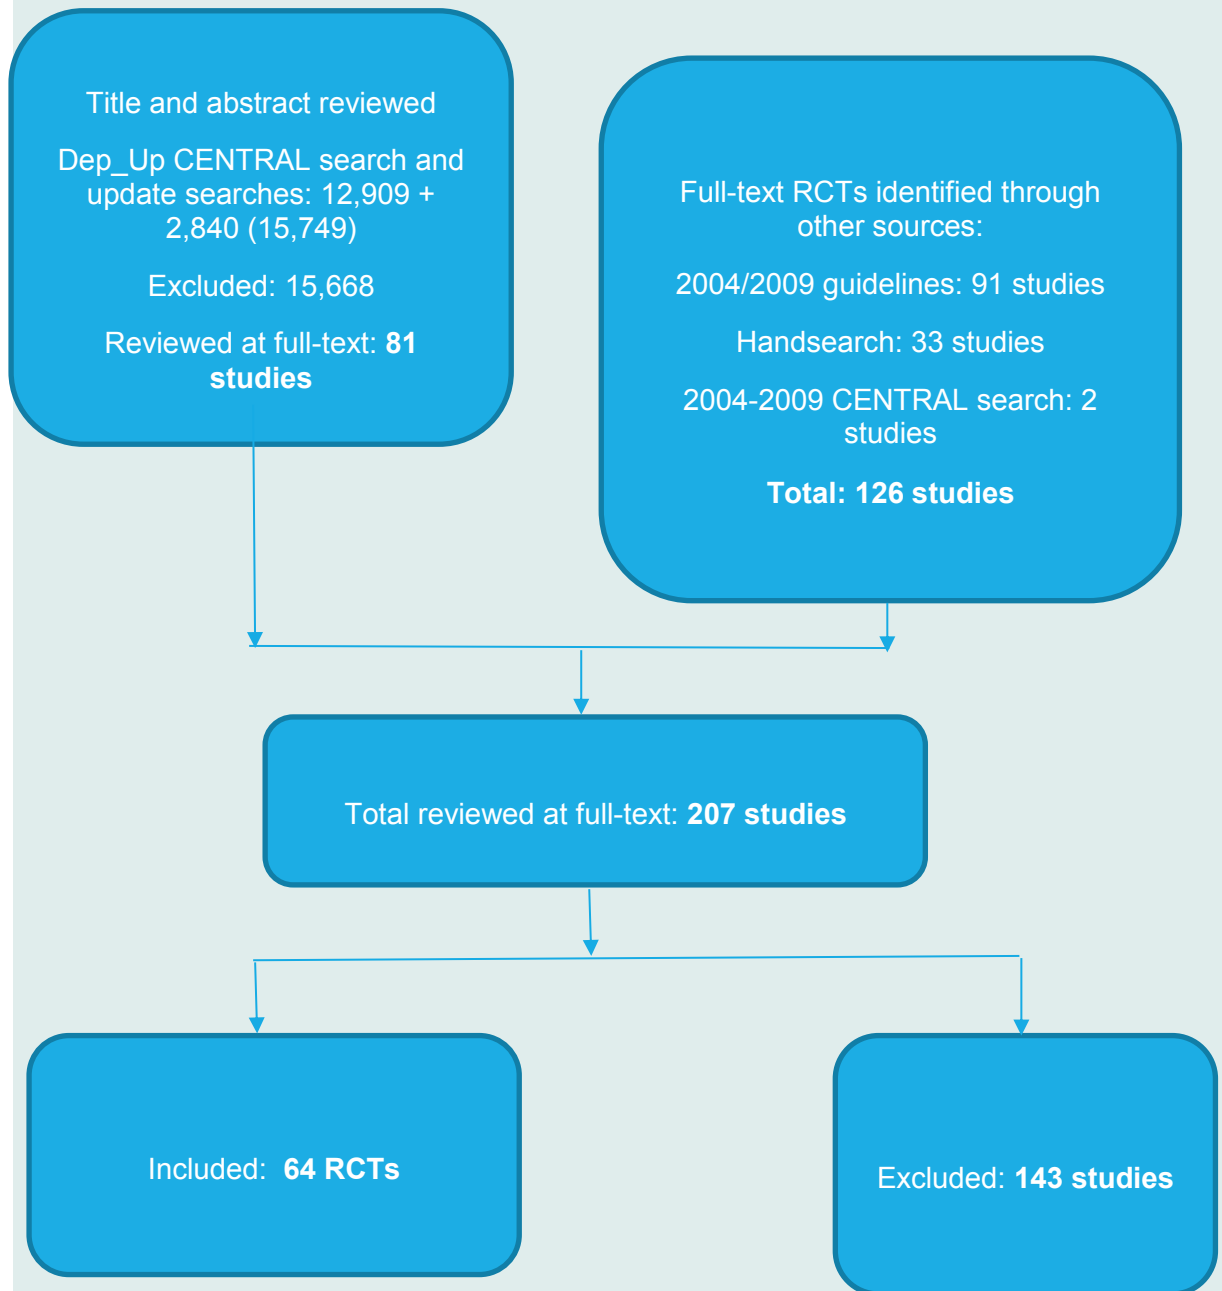 Title and abstract reviewed
Dep_Up CENTRAL search and
update searches: 12,909 +
2,840 (15,749)
Excluded: 15,668
Reviewed at full-text: 81
studies
Full-text RCTs identified through
other sources:
2004/2009 guidelines: 91 studies
Handsearch: 33 studies
2004-2009 CENTRAL search: 2
studies
Total: 126 studies
Total reviewed at full-text: 207 studies
Included: 64 RCTs
Excluded: 143 studies